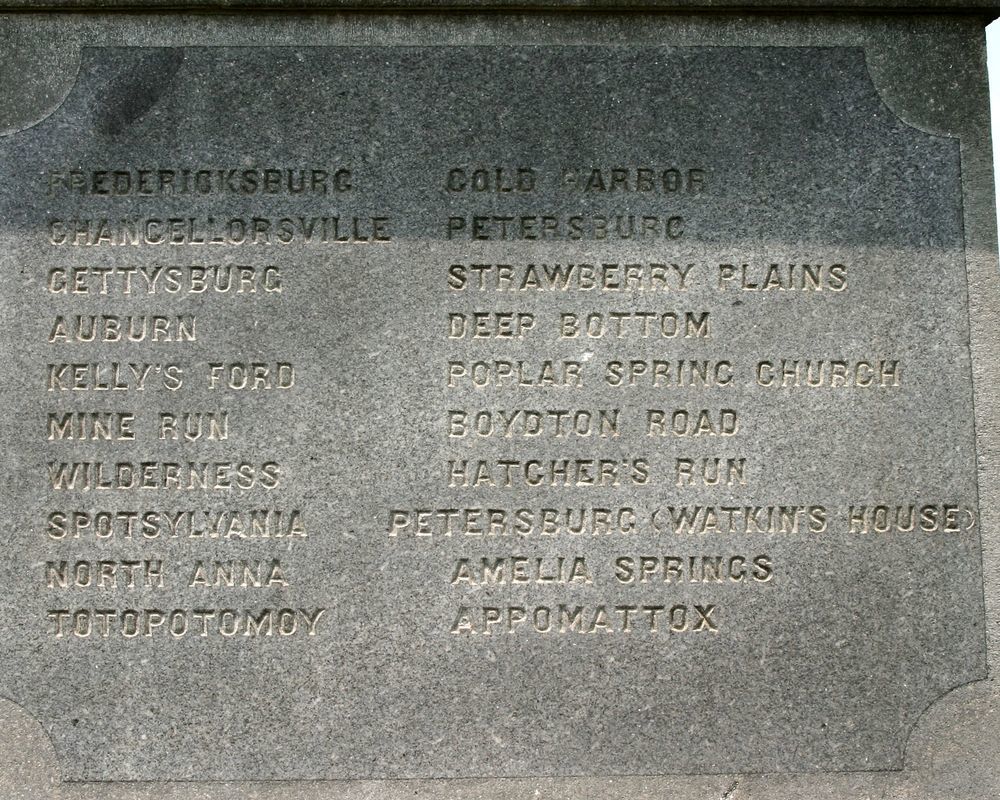 FREDERICKSBURG
CHANCELLORSVILLE
GETTYSBURG
AUBURN
KELLY'S FORD
MINE RUN
WILDERNESS
SPOTSYLVANIA
NORTH ANNA
TOTOPOTOMOY
COLD HARBOR
PETERSBURG
STRAWBERRY PLAINS
DEEP BOTTOM
POPLAR SPRING CHURCH
BOYDTON ROAD
HATCHER'S RUN
PETERSBURG (WATKIN'S HOUSE)
AMELIA SPRINGS
APPOMATTOX